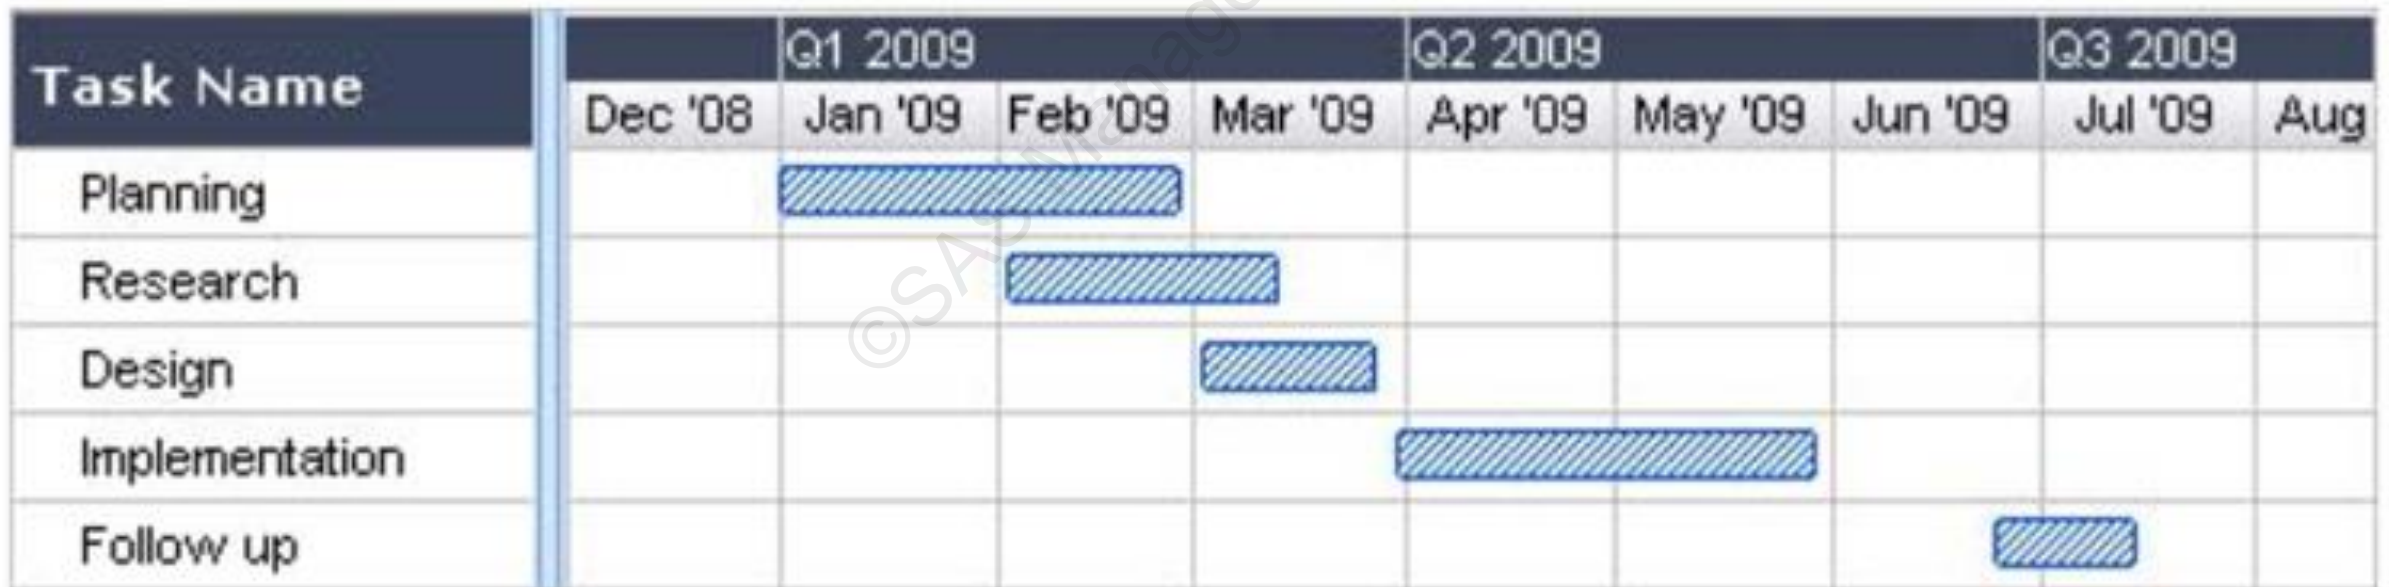 Task Name
Q1 2009 Q2 2009 Q3 2009
Dec '08 Jan '09 Feb '09 Mar '09 Apr '09 May '09 Jun '09 Jul '09 Aug
Planning
Research
Design
Implementation
Follow up